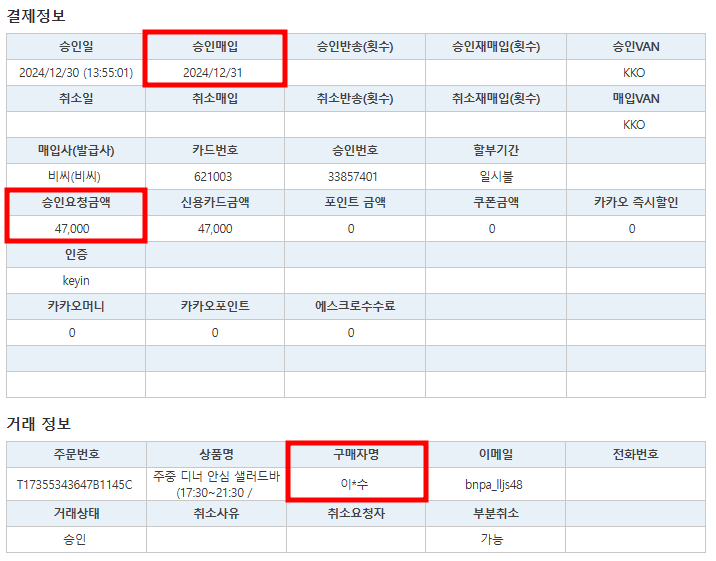 결제정보
승인일 승인매입 승인반송(횟수) 승인재매입(횟수) 승인VAN
2024/12/30 (13:55:01) 2024/12/31 KKO
취소일 취소매입 취소반송(횟수) 취소재매입(횟수) 매입VAN
KKO
매입사(발급사) 카드번호 승인번호 할부기간
비씨(비씨) 621003 33857401 일시불
승인요청금액 신용카드금액 포인트 금액 쿠폰금액 카카오 즉시할인
47,000 47,000 0 0 0
인증
keyin
카카오머니 카카오포인트 에스크로수수료
0 0 0
거래 정보
주문번호 상품명 구매자명 이메일 전화번호
T17355343647B1145C 주중 디너 안심 샐러드바 이*수 bnpa_lljs48
(17:30~21:30 /
거래상태 취소사유 취소요청자 부분취소
승인 가능